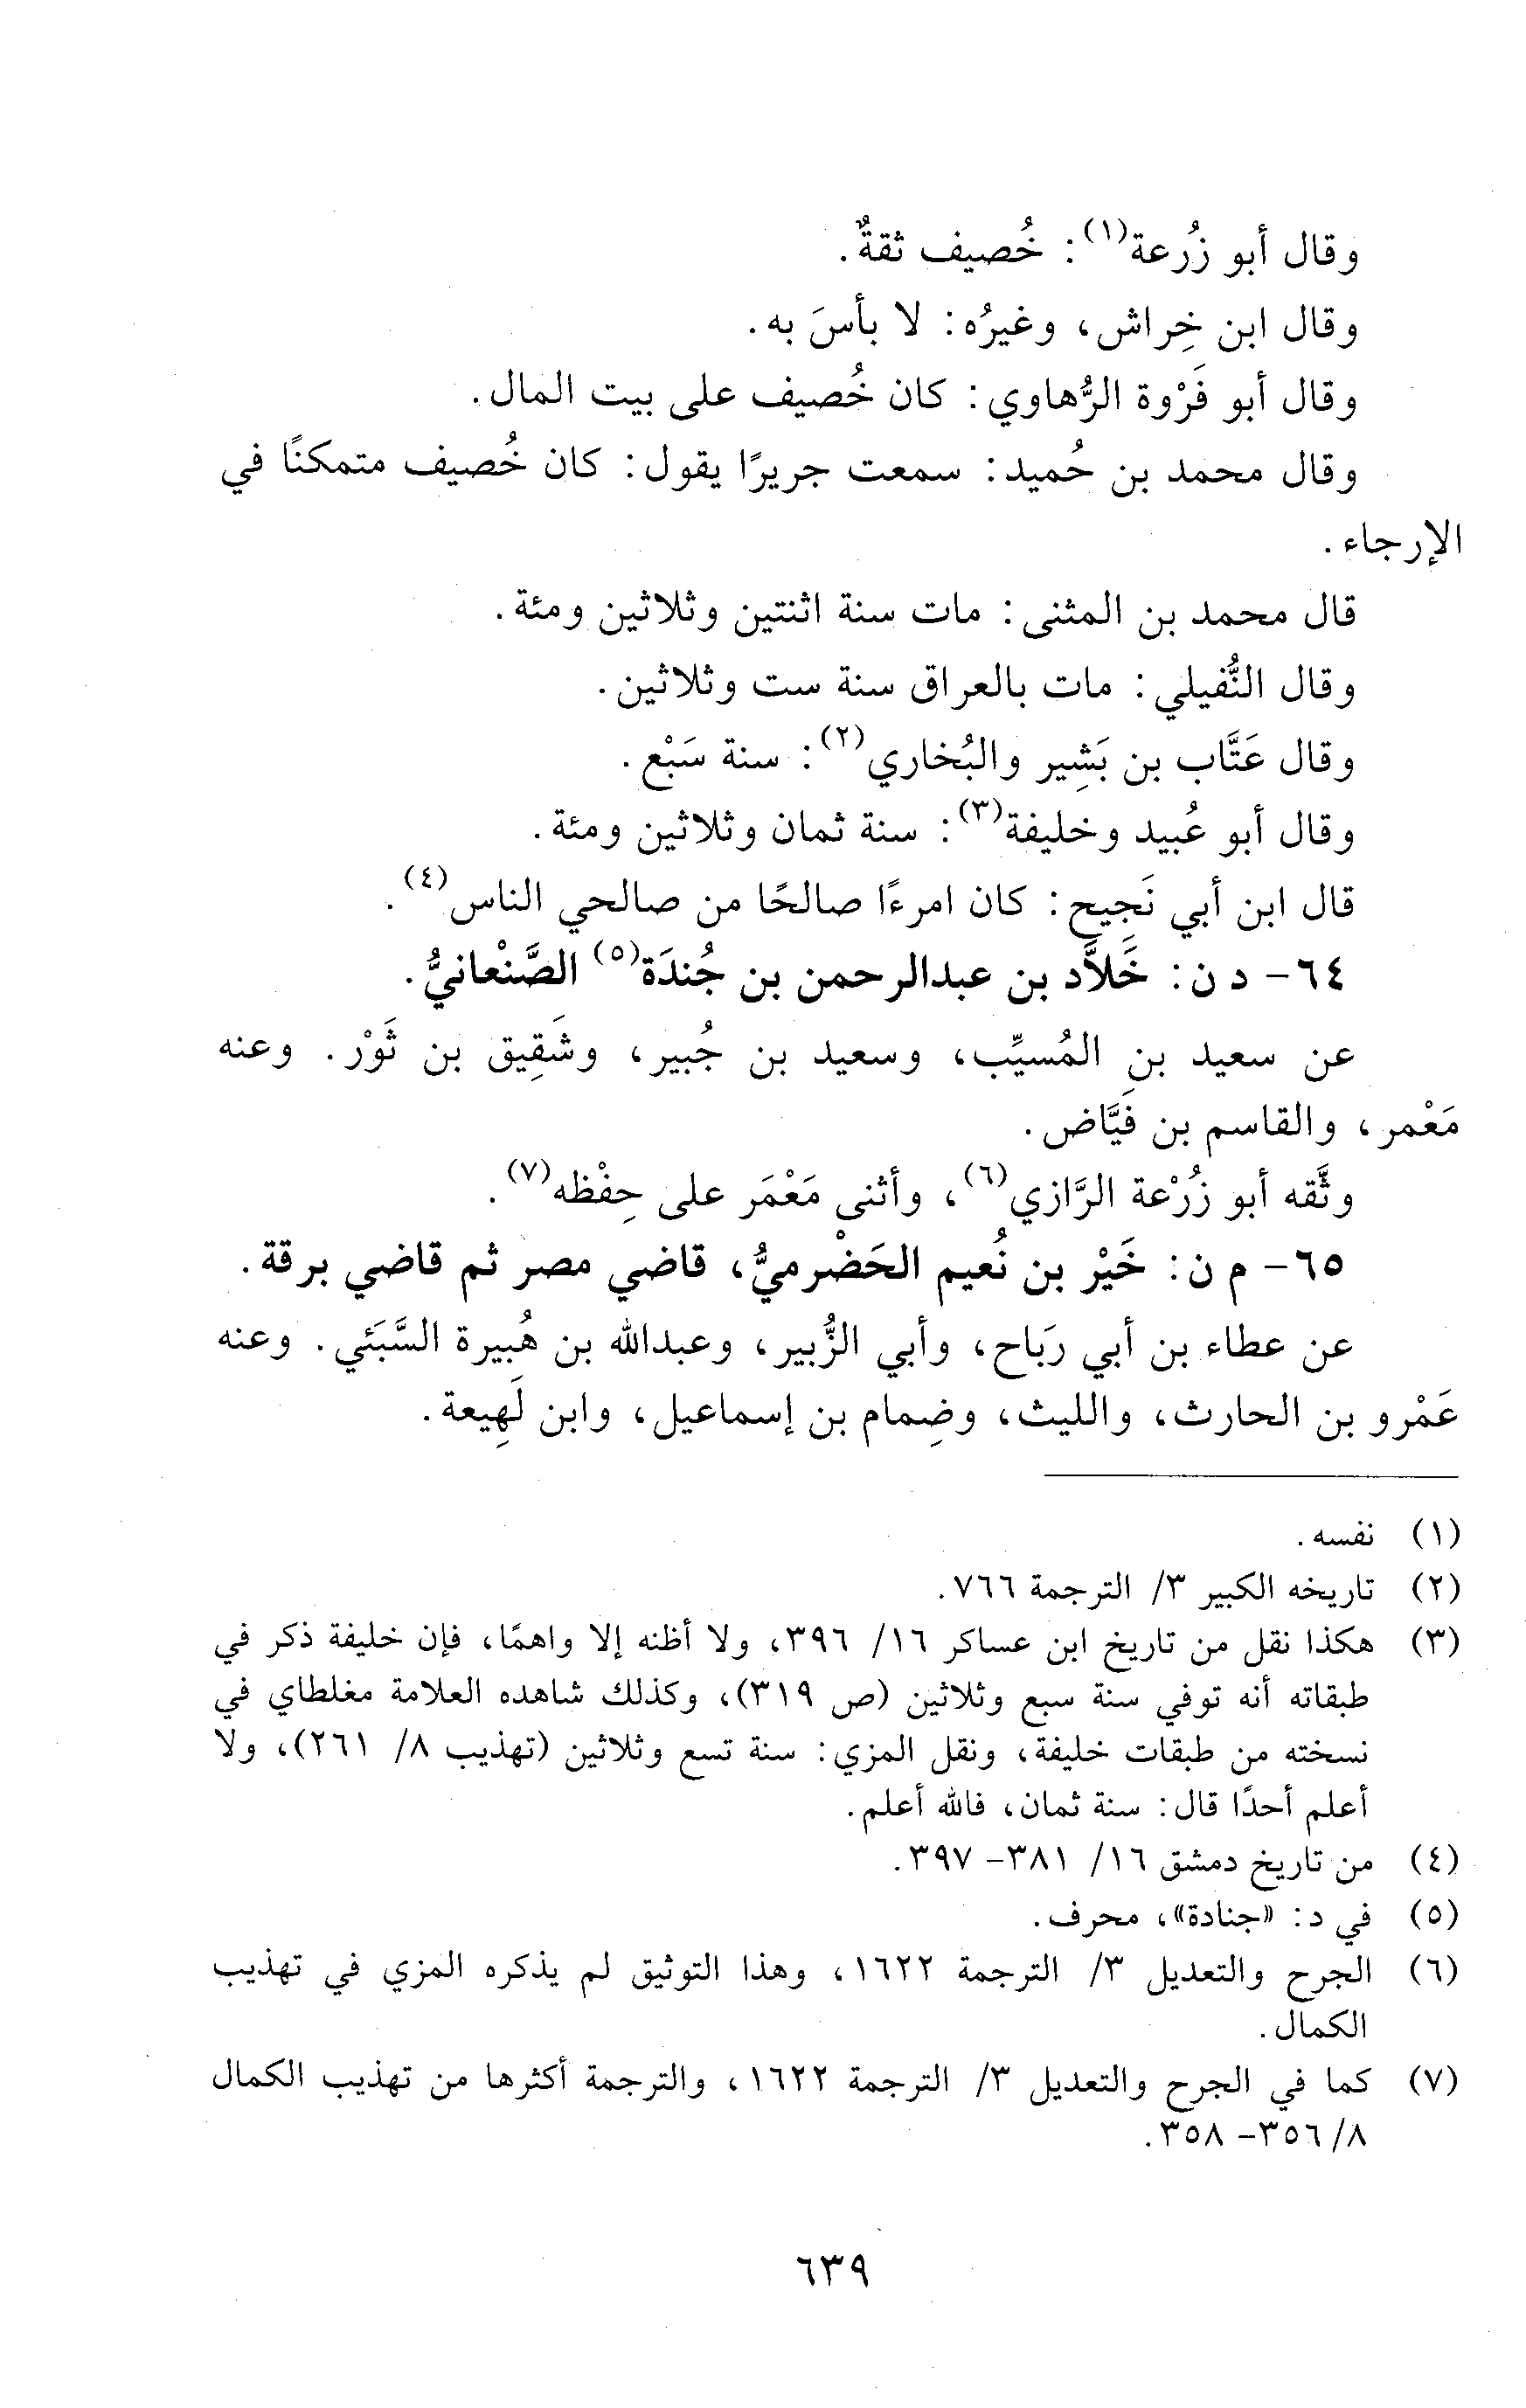 وقال أبو زُرعة(١): خُصيف ثقةٌ.
وقال ابن خِراش، وغيرُه: لا بأسَ به.
وقال أبو فَرْوة الرُّهاوي: كان خُصيف على بيت المال.
وقال محمد بن حُميد: سمعت جريرًا يقول: كان خُصيف متمكنًا في
الإرجاء.
قال محمد بن المثنى: مات سنة اثنتين وثلاثين ومئة.
وقال النُّفيلي: مات بالعراق سنة ست وثلاثين.
وقال عَتَّاب بن بَشِير والبُخاري(٢): سنة سَبْع.
وقال أبو عُبيد وخليفة(٣): سنة ثمان وثلاثين ومئة.
قال ابن أبي نَجِيح: كان امرءًا صالحًا من صالحي الناس(٤).
٦٤- د ن: خَلاَّد بن عبدالرحمن بن جُندَة(٥) الصَّنْعانيُّ.
عن سعيد بن المُسيِّب، وسعيد بن جُبير، وشَقِيق بن ثَوْر. وعنه
مَعْمر، والقاسم بن فَيَّاض.
وثَّقه أبو زُرْعة الرَّازي(٦)، وأثنى مَعْمَر على حِفْظه(٧).
٦٥- م ن: خَيْر بن نُعيم الحَضْرميُّ، قاضي مصر ثم قاضي برقة.
عن عطاء بن أبي رَبَاح، وأبي الزُّبير، وعبدالله بن هُبيرة السَّبَئي. وعنه
عَمْرو بن الحارث، والليث، وضِمام بن إسماعيل، وابن لَهِيعة.
(١) نفسه.
(٢) تاريخه الكبير ٣/ الترجمة ٧٦٦.
(٣) هكذا نقل من تاريخ ابن عساكر ١٦/ ٣٩٦، ولا أظنه إلا واهمًا، فإن خليفة ذكر في
طبقاته أنه توفي سنة سبع وثلاثين (ص ٣١٩)، وكذلك شاهده العلامة مغلطاي في
نسخته من طبقات خليفة، ونقل المزي: سنة تسع وثلاثين (تهذيب ٨/ ٢٦١)، ولا
أعلم أحدًا قال: سنة ثمان، فالله أعلم.
(٤) من تاريخ دمشق ١٦/ ٣٨١- ٣٩٧.
(٥) في د: «جنادة»، محرف.
(٦) الجرح والتعديل ٣/ الترجمة ١٦٢٢، وهذا التوثيق لم يذكره المزي في تهذيب
الكمال.
(٧) كما في الجرح والتعديل ٣/ الترجمة ١٦٢٢، والترجمة أكثرها من تهذيب الكمال
٨/ ٣٥٦- ٣٥٨.
٦٣٩